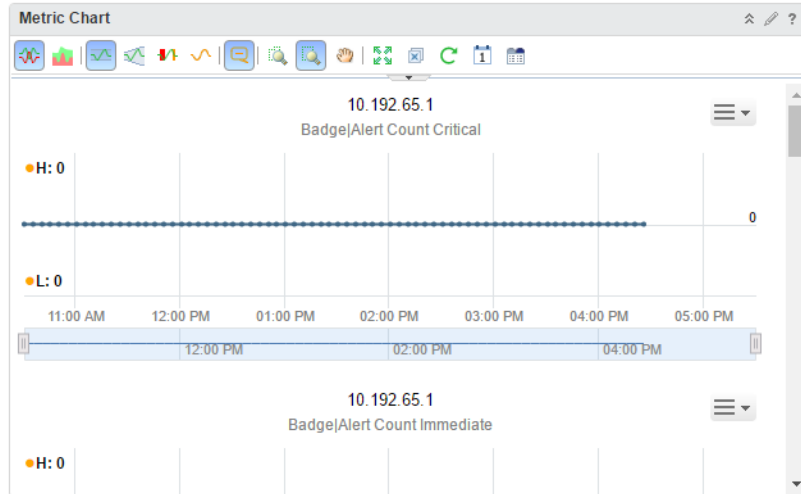 Metric Chart
?
1
10.192.65.1
Badge|Alert Count Critical
H: 0
0
L: 0
11:00 AM 12:00 PM 01:00 PM 02:00 PM 03:00 PM 04:00 PM 05:00 PM
12:00 PM 02:00 PM 04:00 PM
10.192.65.1
Badge|Alert Count Immediate
H: 0